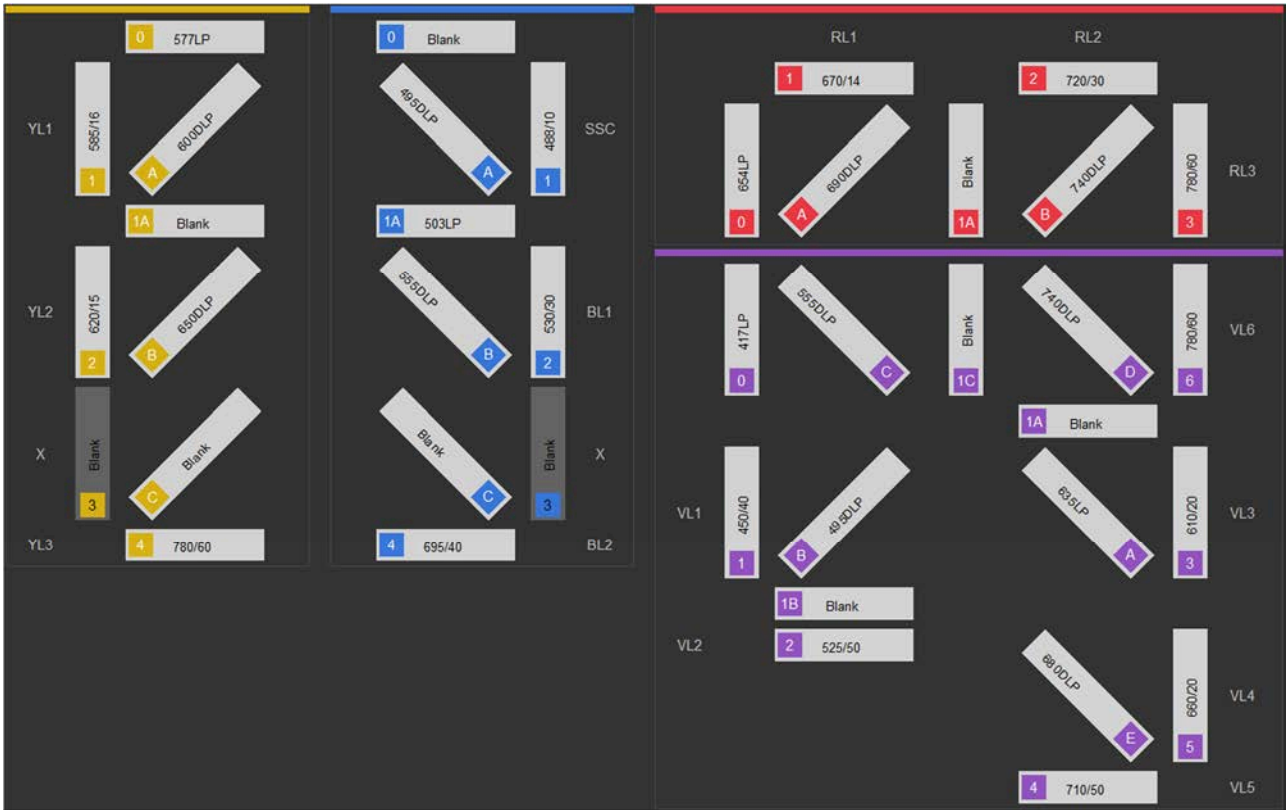 0 577LP
YL1
585/16
1
600DLP
A
1A Blank
YL2
620/15
2
650DLP
B
X
Blank
3
Blank
C
YL3
4 780/60
0 Blank
495DLP
A
488/10
1
SSC
1A 503LP
555DLP
B
530/30
2
BL1
Blank
C
Blank
3
X
4 695/40
BL2
RL1
RL2
1 670/14
2 720/30
654LP
0
690DLP
A
Blank
1A
740DLP
B
780/60
3
RL3
417LP
0
555DLP
C
Blank
1C
740DLP
D
780/60
6
VL6
1A Blank
VL1
450/40
1
495DLP
B
635LP
A
610/20
3
VL3
1B Blank
VL2
2 525/50
680DLP
E
660/20
5
VL4
4 710/50
VL5